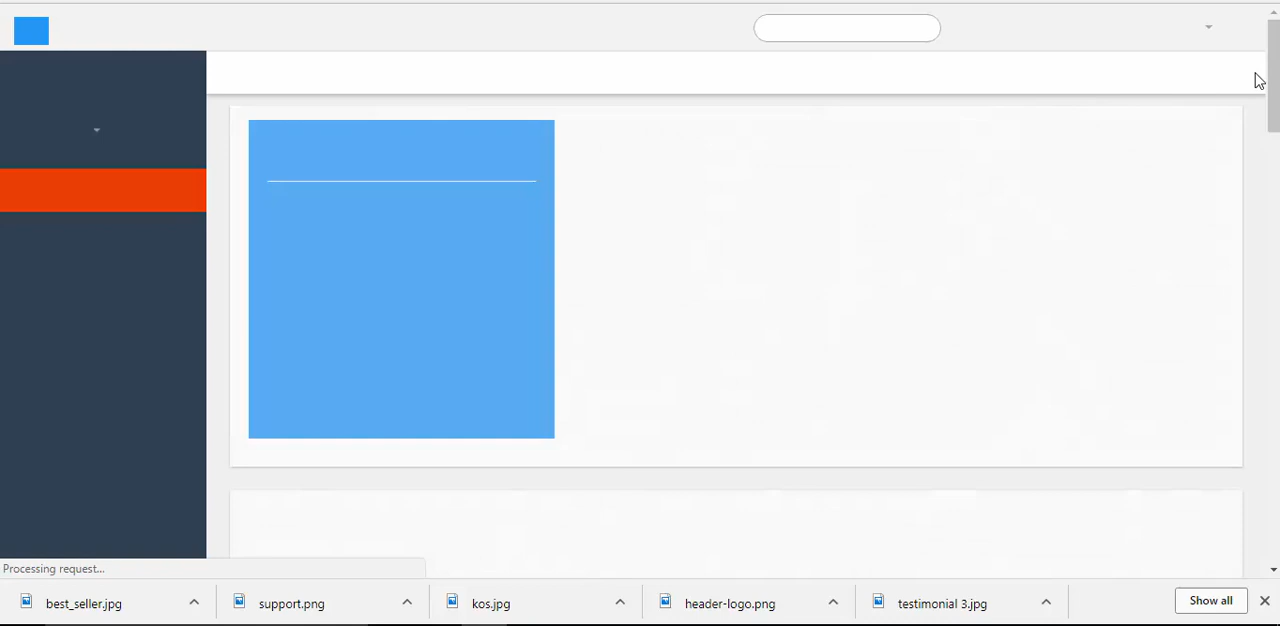 Processing request...
best_seller.jpg
support.png
kos.jpg
header-logo.png
testimonial 3.jpg
Show all